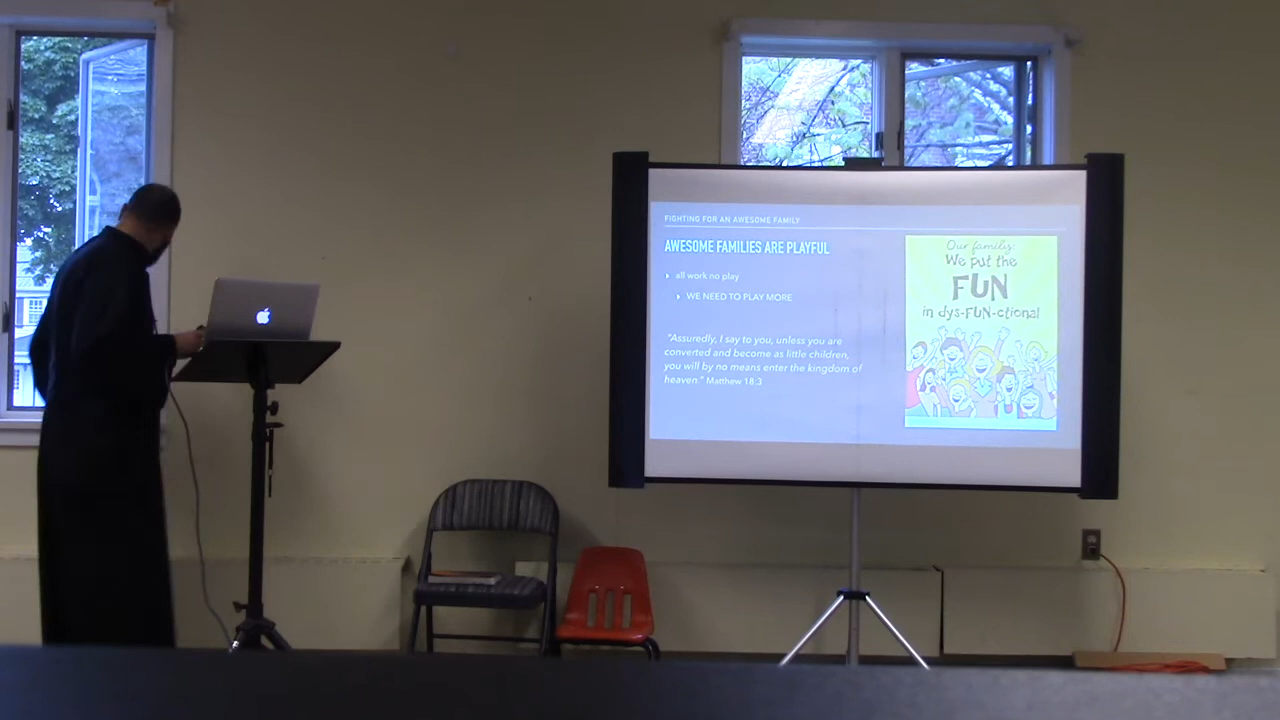 FIGHTING FOR AN AWESOME FAMILY
AWESOME FAMILIES ARE PLAYFUL
all work no play
WE NEED TO PLAY MORE
"Assuredly, I say to you, unless you are
converted and become as little children,
you will by no means enter the kingdom of
heaven." Matthew 18:3
Our family:
We put the
FUN
in dys-FUN-ctional